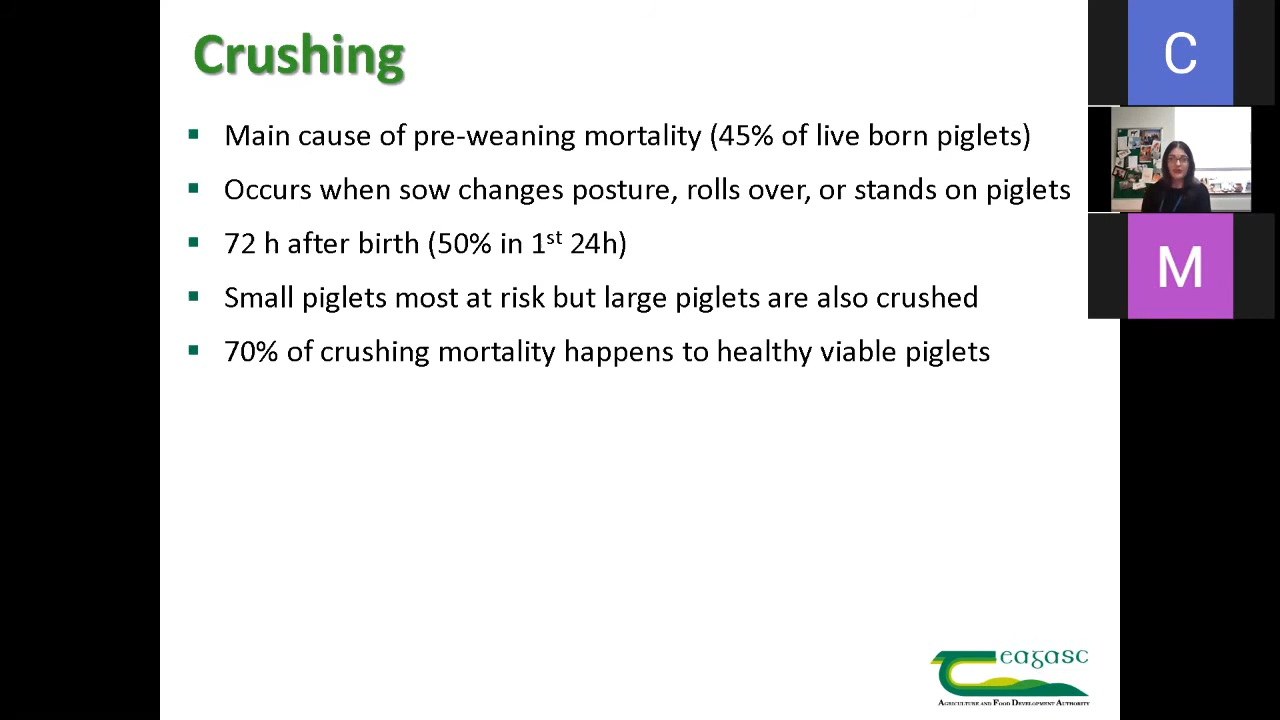 Crushing
Main cause of pre-weaning mortality (45% of live born piglets)
Occurs when sow changes posture, rolls over, or stands on piglets
72 h after birth (50% in 1st 24h)
Small piglets most at risk but large piglets are also crushed
70% of crushing mortality happens to healthy viable piglets
C
M
Teagasc
AGRICULTURE AND FOOD DEVELOPMENT AUTHORITY